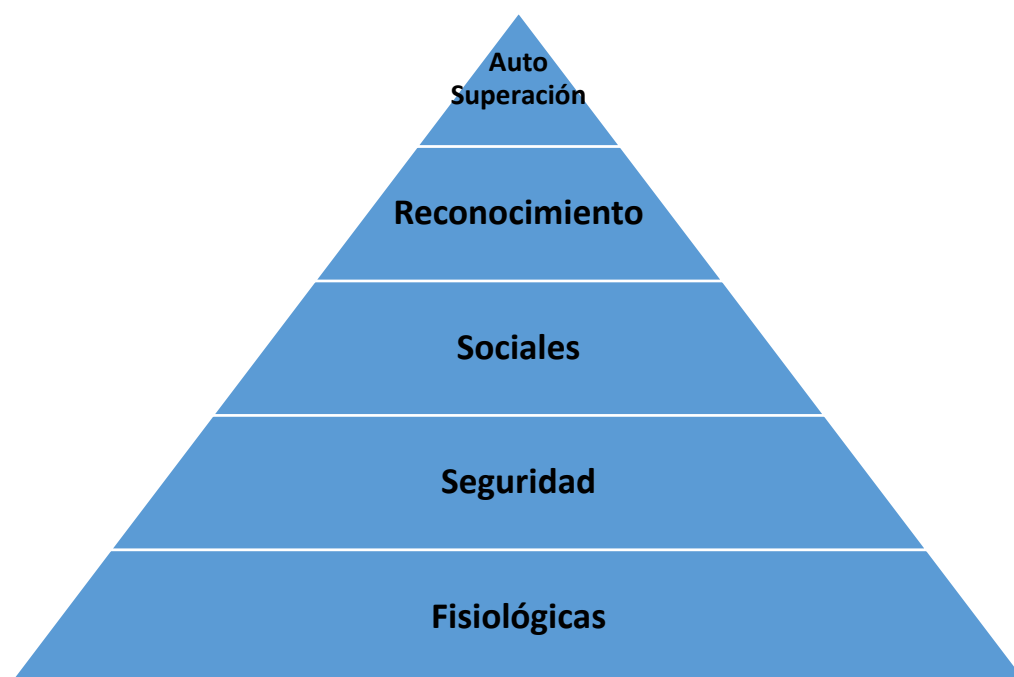 Auto
Superación
Reconocimiento
Sociales
Seguridad
Fisiológicas